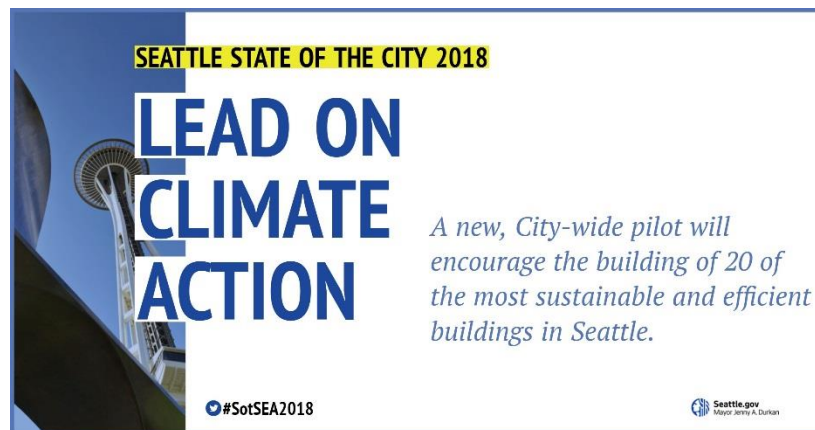 SEATTLE STATE OF THE CITY 2018
LEAD ON
CLIMATE
ACTION
A new, City-wide pilot will
encourage the building of 20 of
the most sustainable and efficient
buildings in Seattle.
#SotSEA2018
Seattle.gov
Mayor Jenny A. Durkan